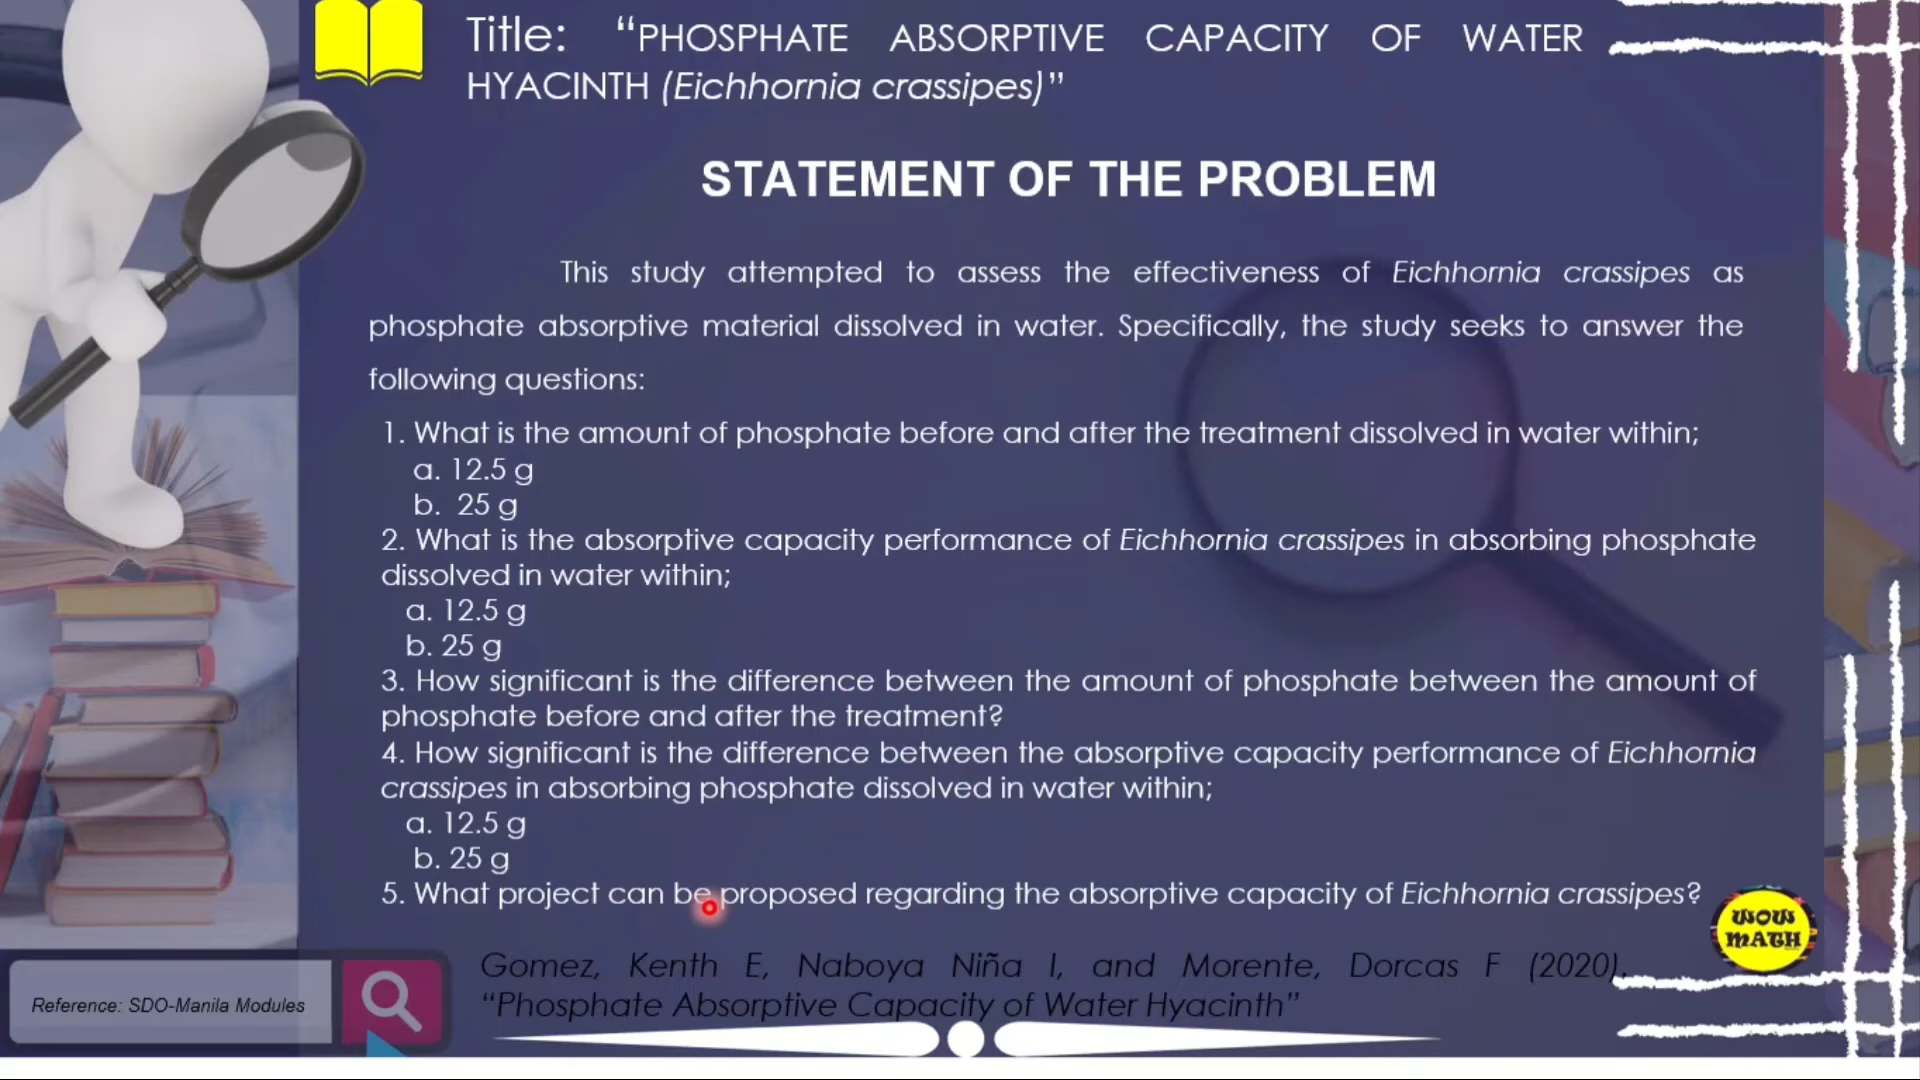 Title: “PHOSPHATE ABSORPTIVE CAPACITY OF WATER
HYACINTH (Eichhornia crassipes)”
STATEMENT OF THE PROBLEM
This study attempted to assess the effectiveness of Eichhornia crassipes as
phosphate absorptive material dissolved in water. Specifically, the study seeks to answer the
following questions:
1. What is the amount of phosphate before and after the treatment dissolved in water within;
a. 12.5 g
b. 25 g
2. What is the absorptive capacity performance of Eichhornia crassipes in absorbing phosphate
dissolved in water within;
a. 12.5 g
b. 25 g
3. How significant is the difference between the amount of phosphate between the amount of
phosphate before and after the treatment?
4. How significant is the difference between the absorptive capacity performance of Eichhornia
crassipes in absorbing phosphate dissolved in water within;
a. 12.5 g
b. 25 g
5. What project can be proposed regarding the absorptive capacity of Eichhornia crassipes?
WOW
MATH
Gomez, Kenth E, Naboya Niña I, and Morente, Dorcas F (2020),
“Phosphate Absorptive Capacity of Water Hyacinth”
Reference: SDO-Manila Modules